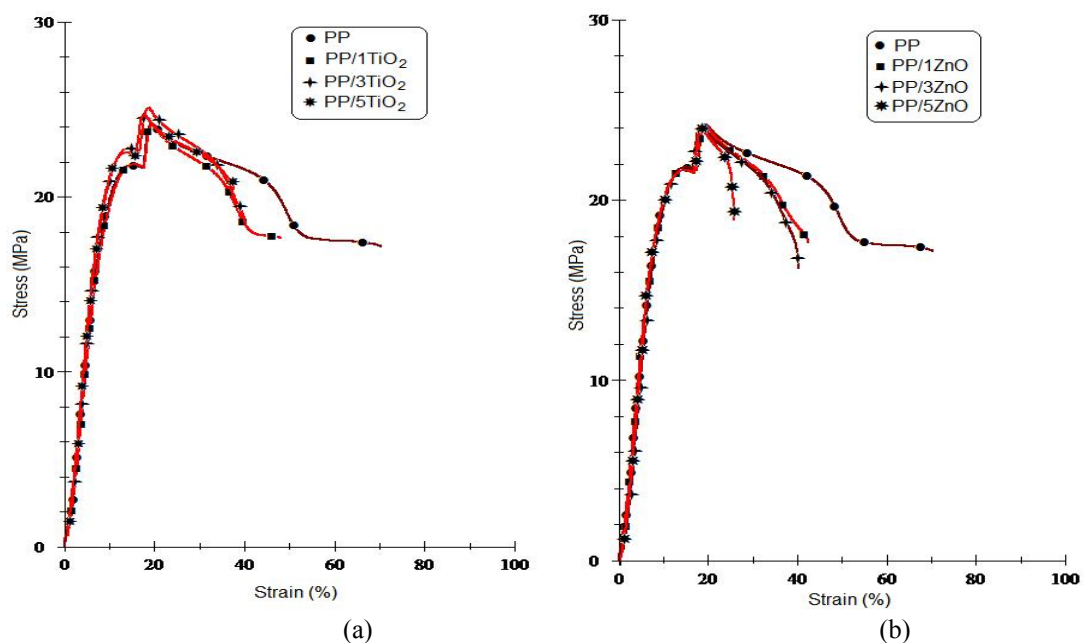 30
20
10
0
Stress (MPa)
PP
PP/1TiO₂
PP/3TiO₂
PP/5TiO₂
0 20 40 60 80 100
Strain (%)
(a)
30
20
10
0
Stress (MPa)
PP
PP/1ZnO
PP/3ZnO
PP/5ZnO
0 20 40 60 80 100
Strain (%)
(b)